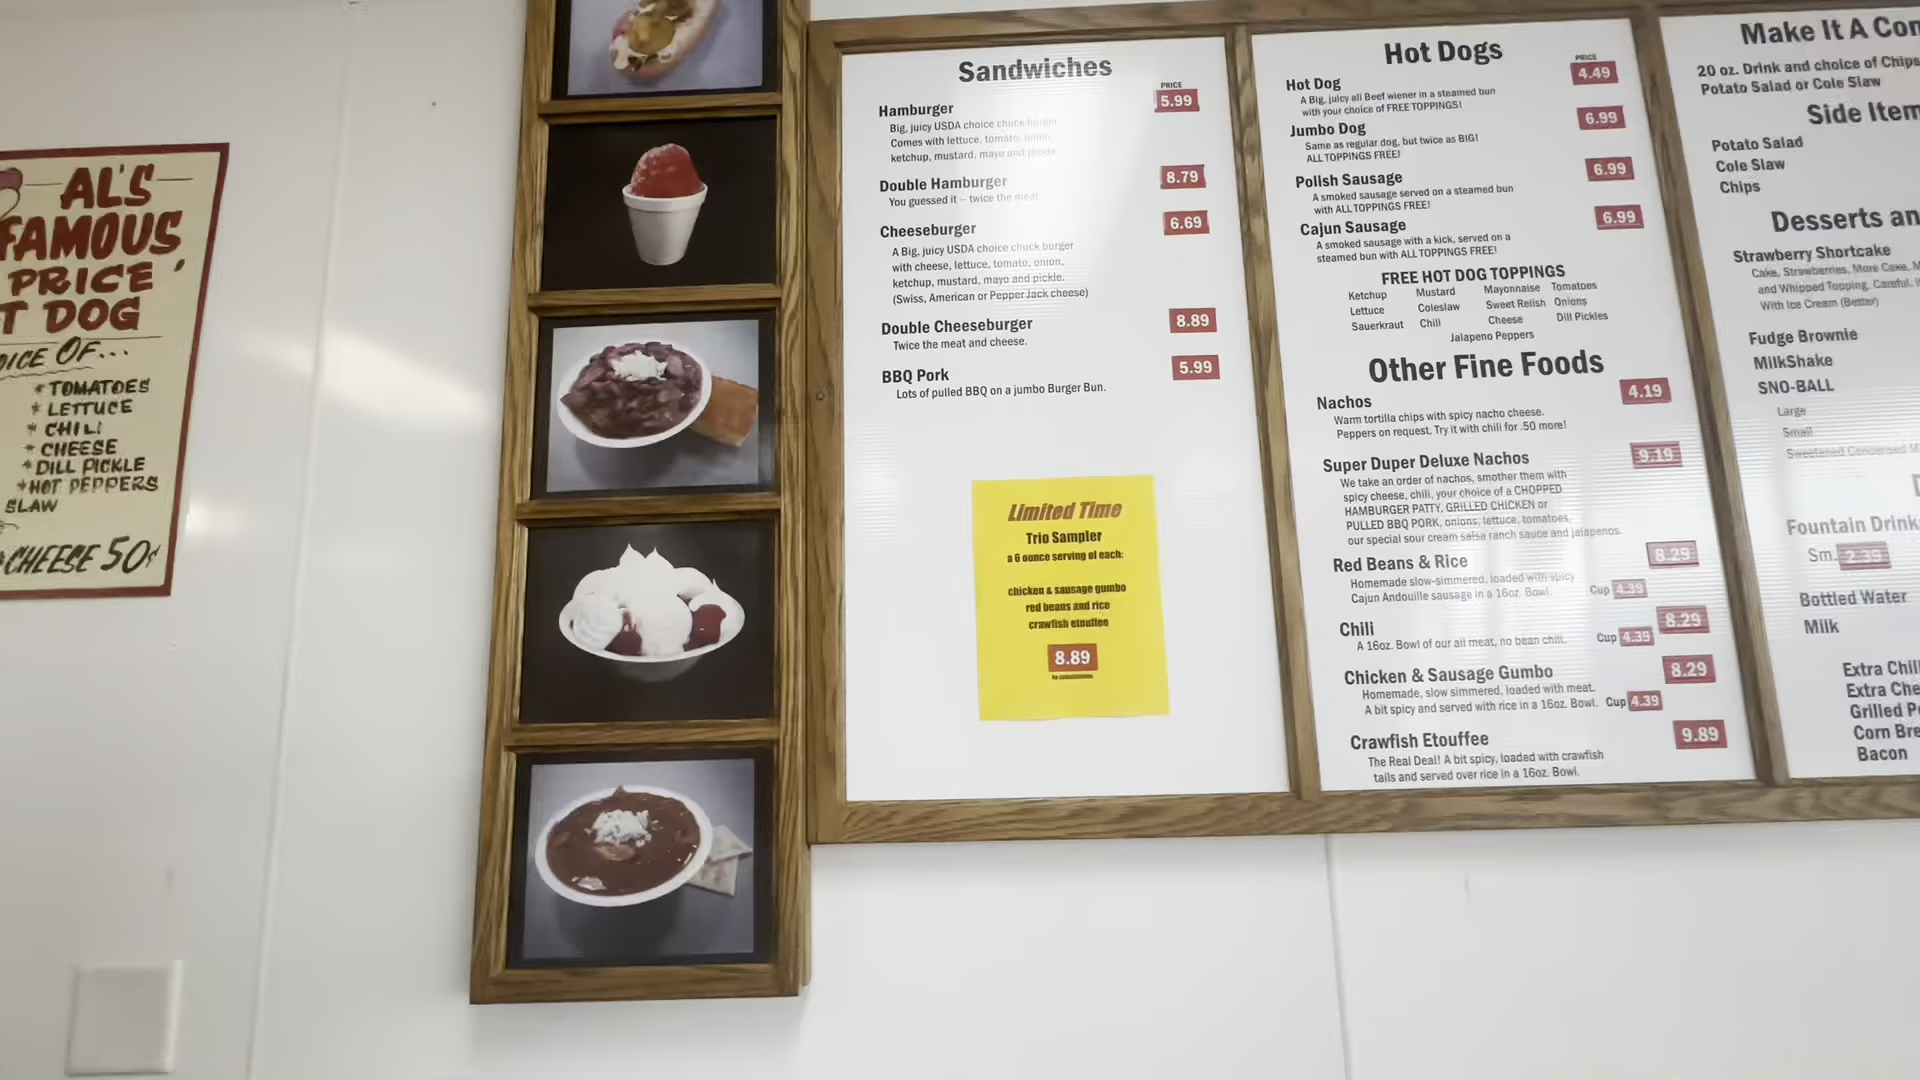 AL'S
FAMOUS
PRICE
T DOG
OICE OF...
* TOMATOES
* LETTUCE
* CHILI
* CHEESE
* DILL PICKLE
* HOT PEPPERS
SLAW
CHEESE 50¢
Sandwiches
PRICE
Hamburger 5.99
Big, juicy USDA choice chuck burger
Comes with lettuce, tomato, onion,
ketchup, mustard, mayo and pickle
Double Hamburger 8.79
You guessed it -- twice the meat
Cheeseburger 6.69
A Big, juicy USDA choice chuck burger
with cheese, lettuce, tomato, onion,
ketchup, mustard, mayo and pickle.
(Swiss, American or Pepper Jack cheese)
Double Cheeseburger 8.89
Twice the meat and cheese.
BBQ Pork 5.99
Lots of pulled BBQ on a jumbo Burger Bun.
Limited Time
Trio Sampler
a 6 ounce serving of each:
chicken & sausage gumbo
red beans and rice
crawfish etouffee
8.89
Hot Dogs
PRICE
Hot Dog 4.49
A Big, juicy all Beef wiener in a steamed bun
with your choice of FREE TOPPINGS!
Jumbo Dog 6.99
Same as regular dog, but twice as BIG!
ALL TOPPINGS FREE!
Polish Sausage 6.99
A smoked sausage served on a steamed bun
with ALL TOPPINGS FREE!
Cajun Sausage 6.99
A smoked sausage with a kick, served on a
steamed bun with ALL TOPPINGS FREE!
FREE HOT DOG TOPPINGS
Ketchup Mustard Mayonnaise Tomatoes
Lettuce Coleslaw Sweet Relish Onions
Sauerkraut Chili Cheese Dill Pickles
Jalapeno Peppers
Other Fine Foods
Nachos 4.19
Warm tortilla chips with spicy nacho cheese.
Peppers on request. Try it with chili for .50 more!
Super Duper Deluxe Nachos 9.19
We take an order of nachos, smother them with
spicy cheese, chili, your choice of a CHOPPED
HAMBURGER PATTY, GRILLED CHICKEN or
PULLED BBQ PORK, onions, lettuce, tomatoes,
our special sour cream salsa ranch sauce and jalapenos.
Red Beans & Rice 8.29
Homemade slow-simmered, loaded with spicy
Cajun Andouille sausage in a 16oz. Bowl. Cup 4.39
Chili 8.29
A 16oz. Bowl of our all meat, no bean chili. Cup 4.39
Chicken & Sausage Gumbo 8.29
Homemade, slow simmered, loaded with meat.
A bit spicy and served with rice in a 16oz. Bowl. Cup 4.39
Crawfish Etouffee 9.89
The Real Deal! A bit spicy, loaded with crawfish
tails and served over rice in a 16oz. Bowl.
Make It A Com
20 oz. Drink and choice of Chips
Potato Salad or Cole Slaw
Side Item
Potato Salad
Cole Slaw
Chips
Desserts an
Strawberry Shortcake
Cake, Strawberries, More Cake, M
and Whipped Topping. Careful, I
With Ice Cream (Better)
Fudge Brownie
MilkShake
SNO-BALL
Large
Small
Sweetened Condensed M
Fountain Drink
Sm. 2.39
Bottled Water
Milk
Extra Chili
Extra Che
Grilled P
Corn Bre
Bacon